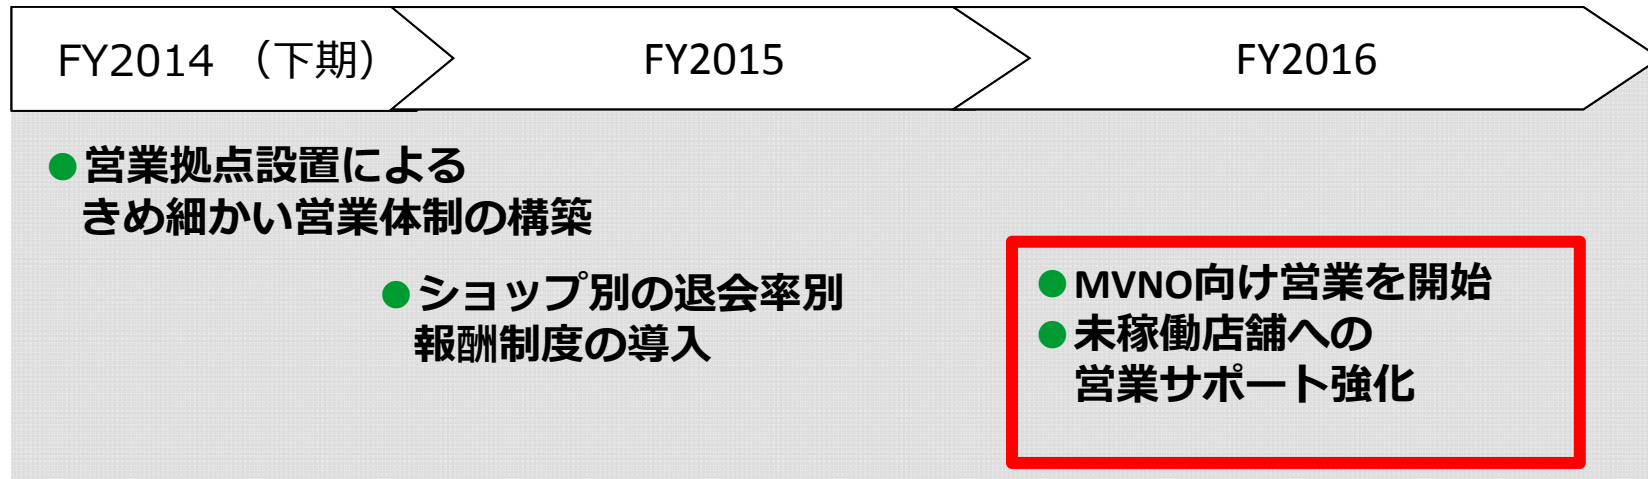 FY2014 （下期）
FY2015
FY2016
●営業拠点設置による
きめ細かい営業体制の構築
●ショップ別の退会率別
報酬制度の導入
●MVNO向け営業を開始
●未稼働店舗への
営業サポート強化